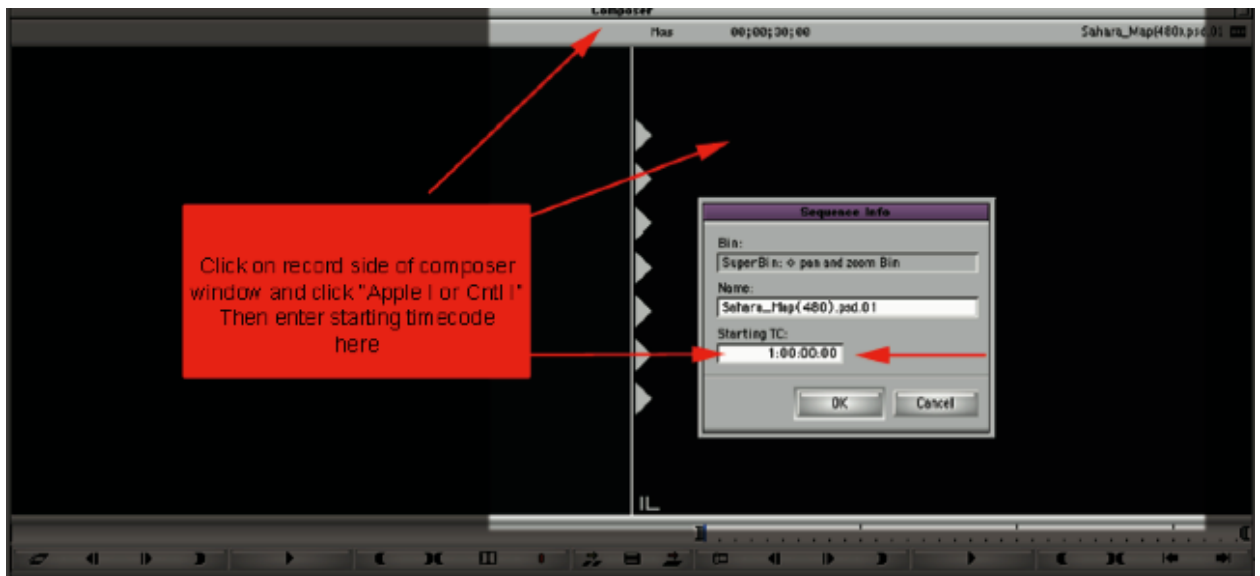 Composer
Mas 00;00;30;00 Sahara_Map(480).psd.01
Click on record side of composer
window and click "Apple I or Cntl I"
Then enter starting timecode
here
Sequence Info
Bin:
SuperBin: pan and zoom Bin
Name:
Sahara_Map(480).psd.01
Starting TC:
1:00:00:00
OK Cancel